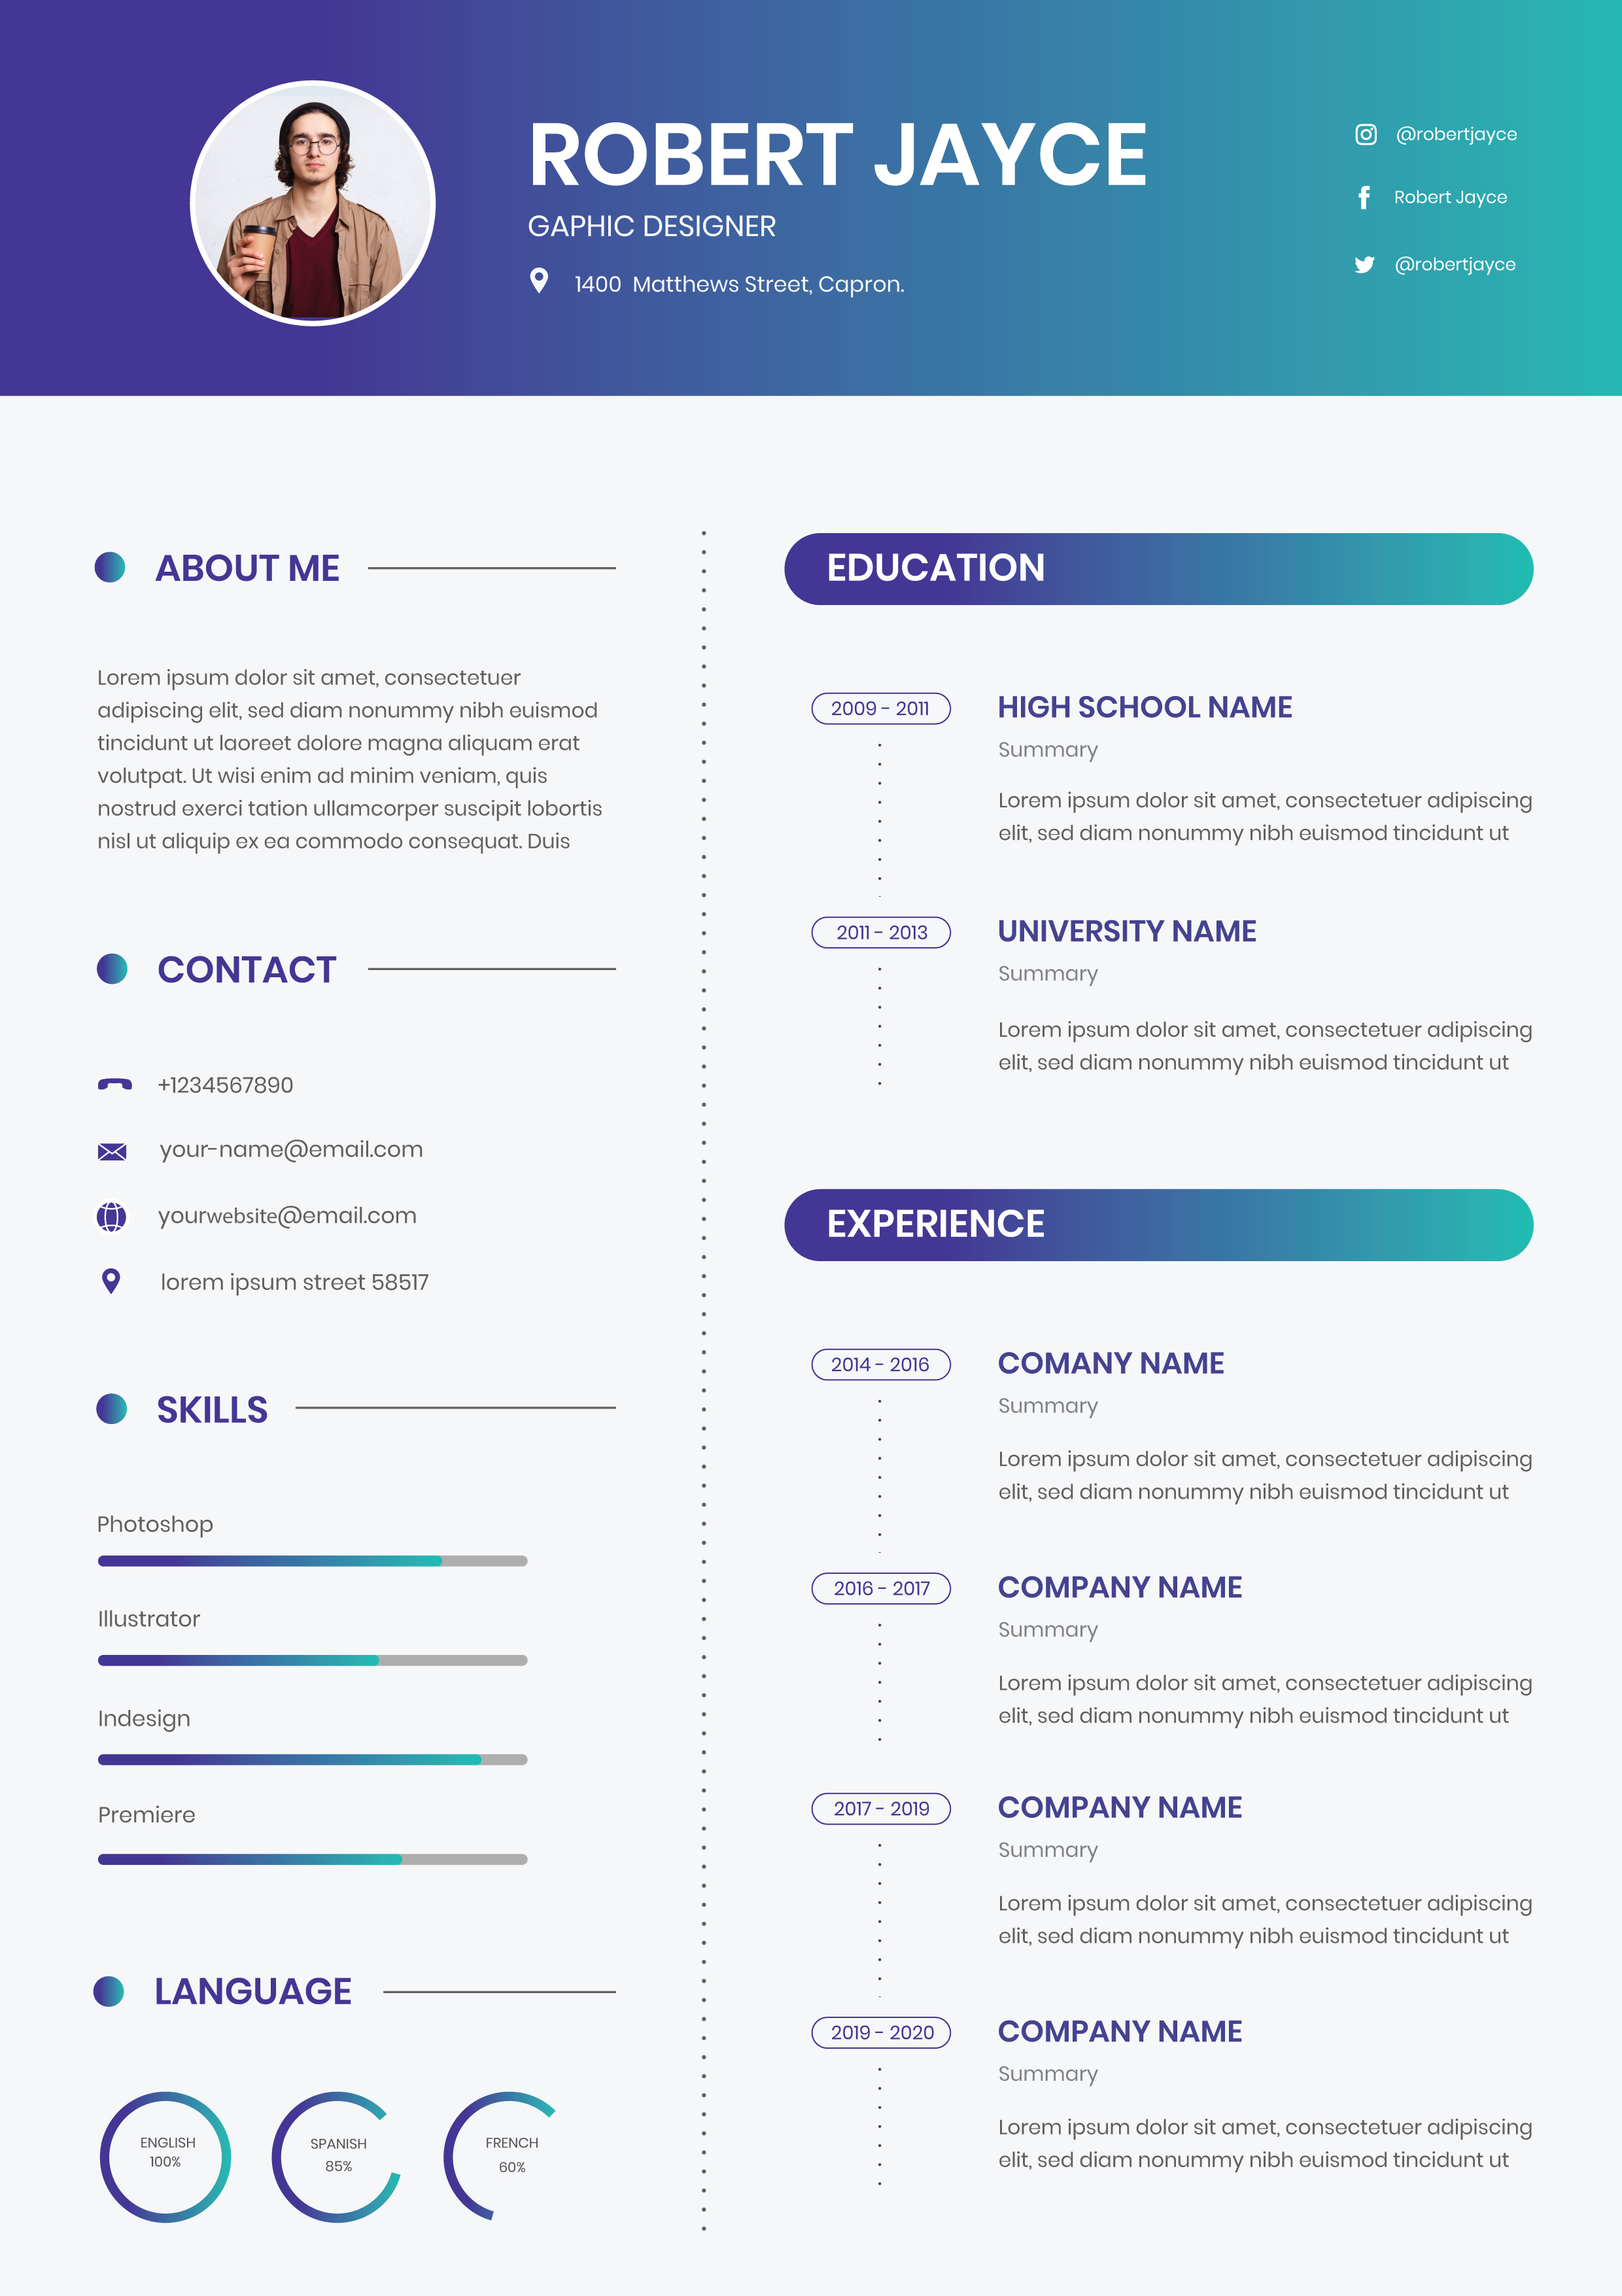 ROBERT JAYCE
GAPHIC DESIGNER
1400 Matthews Street, Capron.
@robertjayce
Robert Jayce
@robertjayce
ABOUT ME
Lorem ipsum dolor sit amet, consectetuer
adipiscing elit, sed diam nonummy nibh euismod
tincidunt ut laoreet dolore magna aliquam erat
volutpat. Ut wisi enim ad minim veniam, quis
nostrud exerci tation ullamcorper suscipit lobortis
nisl ut aliquip ex ea commodo consequat. Duis
CONTACT
+1234567890
your-name@email.com
yourwebsite@email.com
lorem ipsum street 58517
SKILLS
Photoshop
Illustrator
Indesign
Premiere
LANGUAGE
ENGLISH
100%
SPANISH
85%
FRENCH
60%
EDUCATION
2009 - 2011
HIGH SCHOOL NAME
Summary
Lorem ipsum dolor sit amet, consectetuer adipiscing
elit, sed diam nonummy nibh euismod tincidunt ut
2011 - 2013
UNIVERSITY NAME
Summary
Lorem ipsum dolor sit amet, consectetuer adipiscing
elit, sed diam nonummy nibh euismod tincidunt ut
EXPERIENCE
2014 - 2016
COMANY NAME
Summary
Lorem ipsum dolor sit amet, consectetuer adipiscing
elit, sed diam nonummy nibh euismod tincidunt ut
2016 - 2017
COMPANY NAME
Summary
Lorem ipsum dolor sit amet, consectetuer adipiscing
elit, sed diam nonummy nibh euismod tincidunt ut
2017 - 2019
COMPANY NAME
Summary
Lorem ipsum dolor sit amet, consectetuer adipiscing
elit, sed diam nonummy nibh euismod tincidunt ut
2019 - 2020
COMPANY NAME
Summary
Lorem ipsum dolor sit amet, consectetuer adipiscing
elit, sed diam nonummy nibh euismod tincidunt ut